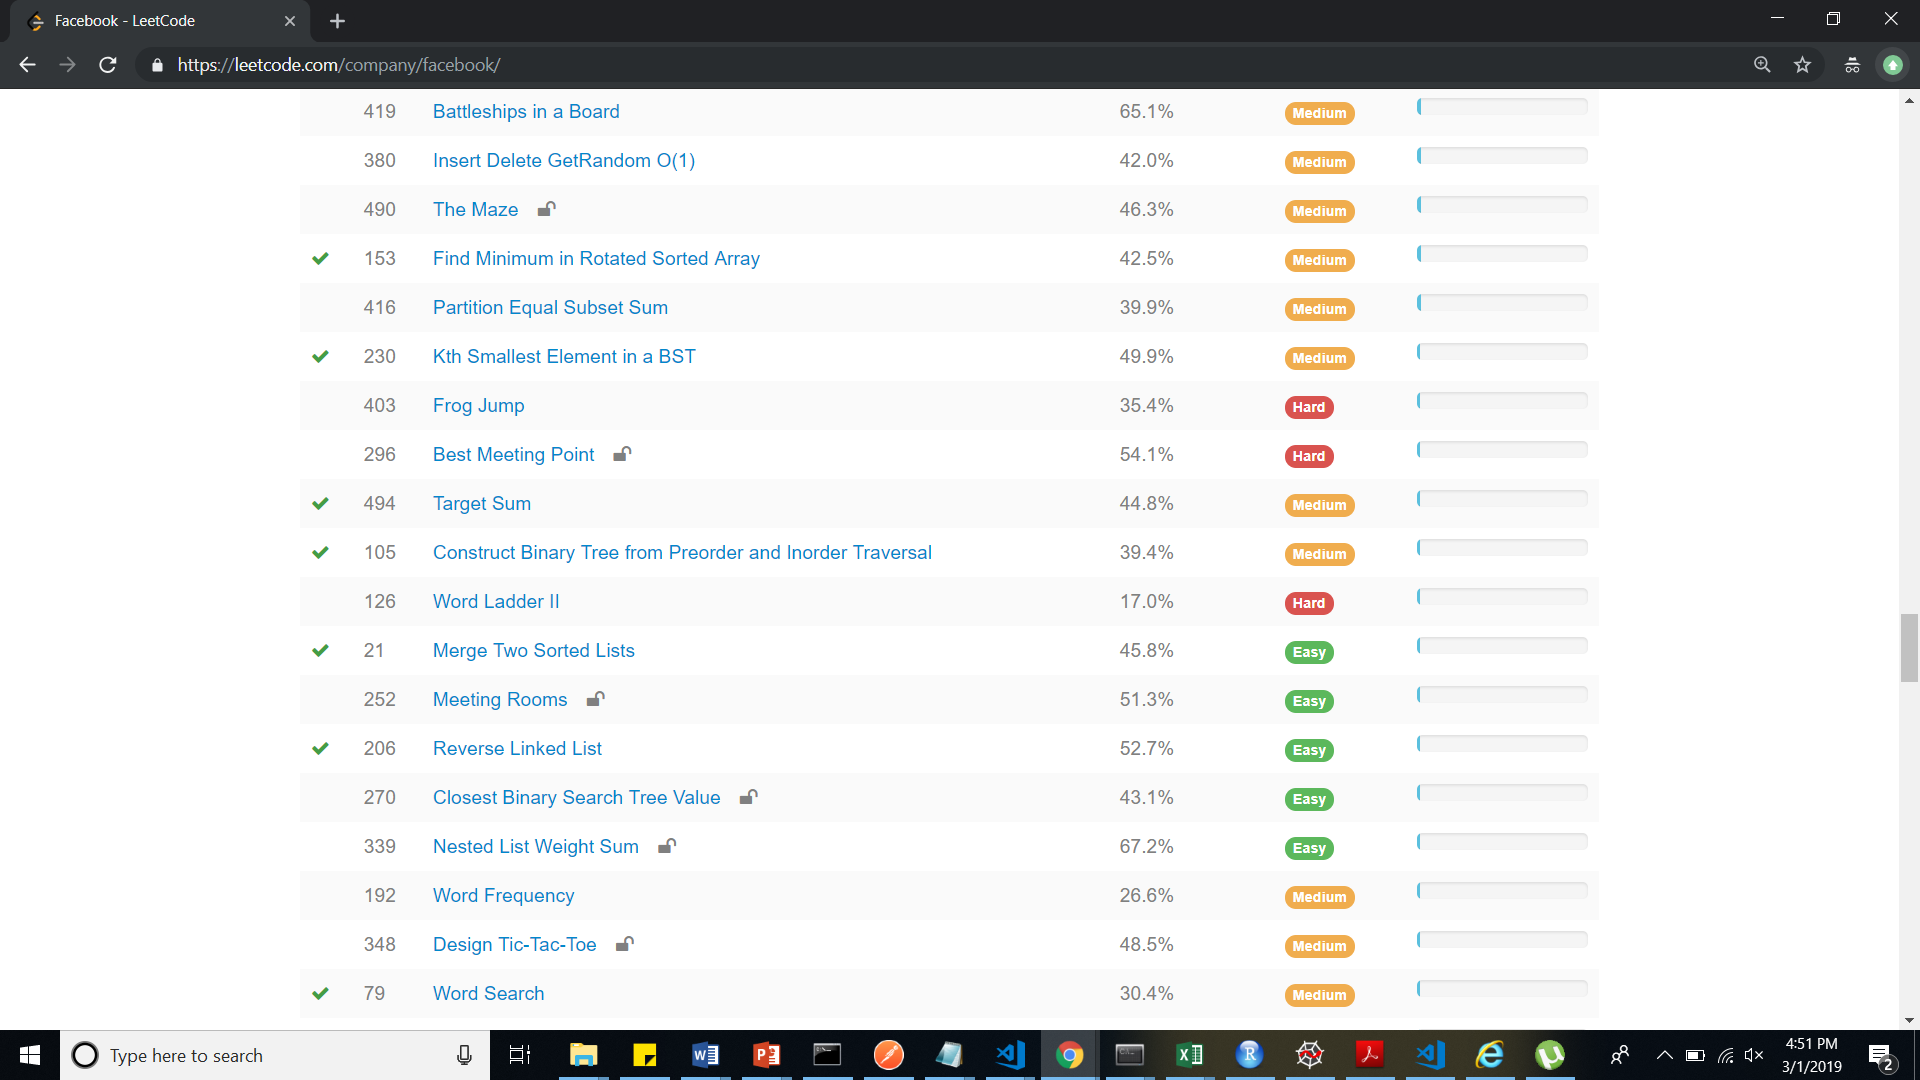 Facebook - LeetCode
https://leetcode.com/company/facebook/
419 Battleships in a Board 65.1% Medium
380 Insert Delete GetRandom O(1) 42.0% Medium
490 The Maze 46.3% Medium
153 Find Minimum in Rotated Sorted Array 42.5% Medium
416 Partition Equal Subset Sum 39.9% Medium
230 Kth Smallest Element in a BST 49.9% Medium
403 Frog Jump 35.4% Hard
296 Best Meeting Point 54.1% Hard
494 Target Sum 44.8% Medium
105 Construct Binary Tree from Preorder and Inorder Traversal 39.4% Medium
126 Word Ladder II 17.0% Hard
21 Merge Two Sorted Lists 45.8% Easy
252 Meeting Rooms 51.3% Easy
206 Reverse Linked List 52.7% Easy
270 Closest Binary Search Tree Value 43.1% Easy
339 Nested List Weight Sum 67.2% Easy
192 Word Frequency 26.6% Medium
348 Design Tic-Tac-Toe 48.5% Medium
79 Word Search 30.4% Medium
Type here to search
4:51 PM
3/1/2019
2